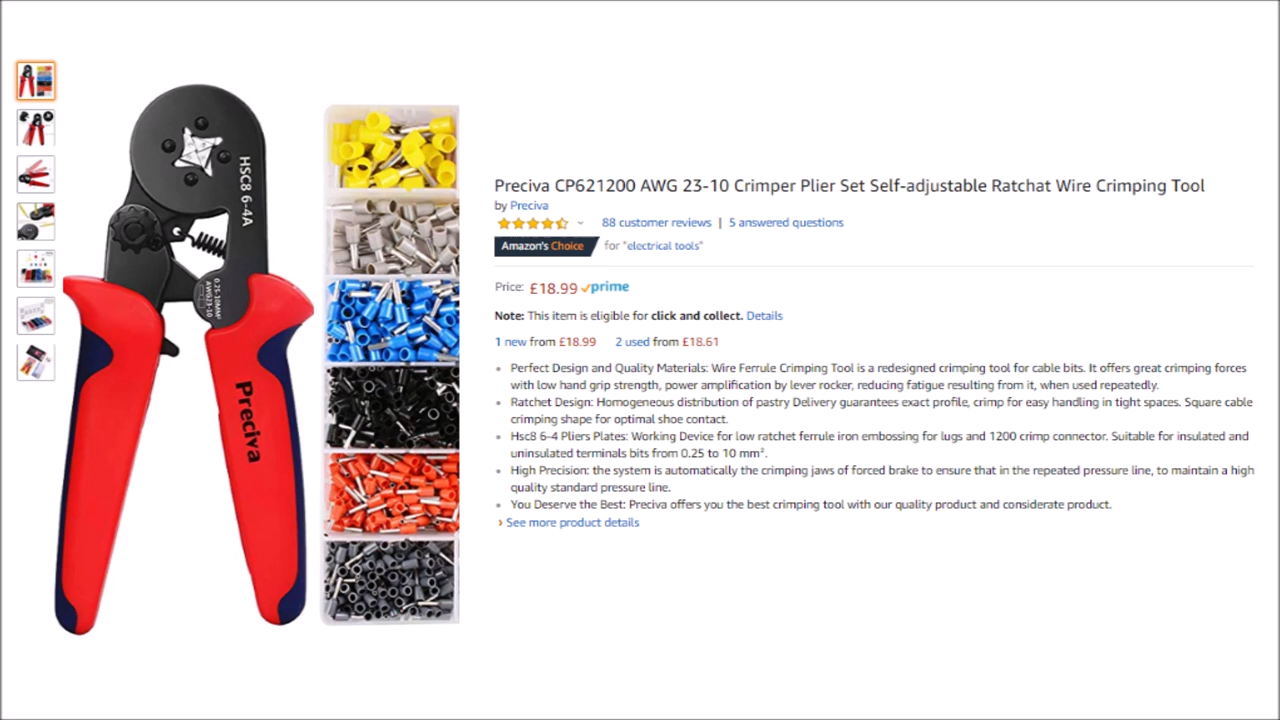 HSC8 6-4A
0.25-10MM²
AWG23-10
Preciva
Preciva CP621200 AWG 23-10 Crimper Plier Set Self-adjustable Ratchat Wire Crimping Tool
by Preciva
88 customer reviews | 5 answered questions
Amazon's Choice for "electrical tools"
Price: £18.99 prime
Note: This item is eligible for click and collect. Details
1 new from £18.99 2 used from £18.61
Perfect Design and Quality Materials: Wire Ferrule Crimping Tool is a redesigned crimping tool for cable bits. It offers great crimping forces
with low hand grip strength, power amplification by lever rocker, reducing fatigue resulting from it, when used repeatedly.
Ratchet Design: Homogeneous distribution of pastry Delivery guarantees exact profile, crimp for easy handling in tight spaces. Square cable
crimping shape for optimal shoe contact.
Hsc8 6-4 Pliers Plates: Working Device for low ratchet ferrule iron embossing for lugs and 1200 crimp connector. Suitable for insulated and
uninsulated terminals bits from 0.25 to 10 mm².
High Precision: the system is automatically the crimping jaws of forced brake to ensure that in the repeated pressure line, to maintain a high
quality standard pressure line.
You Deserve the Best: Preciva offers you the best crimping tool with our quality product and considerate product.
› See more product details